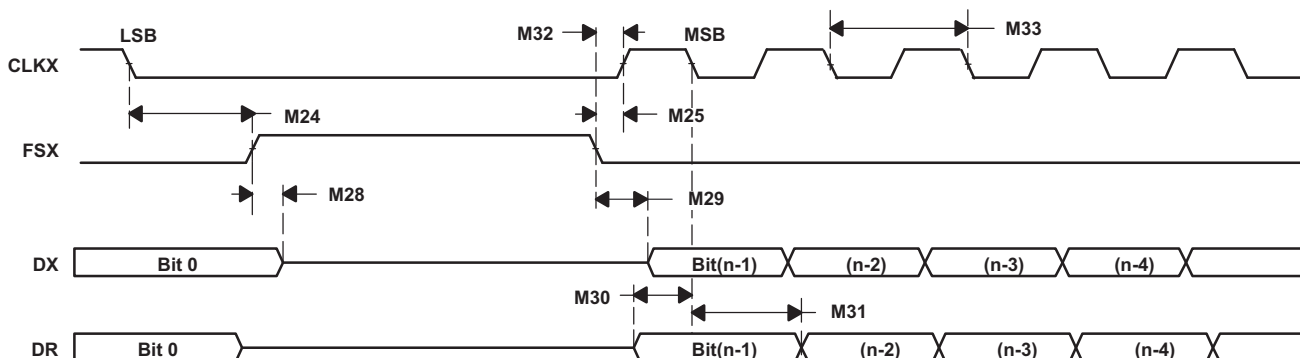 LSB
M32
MSB
M33
CLKX
M24
M25
FSX
M28
M29
DX
Bit 0
Bit(n-1)
(n-2)
(n-3)
(n-4)
M30
M31
DR
Bit 0
Bit(n-1)
(n-2)
(n-3)
(n-4)